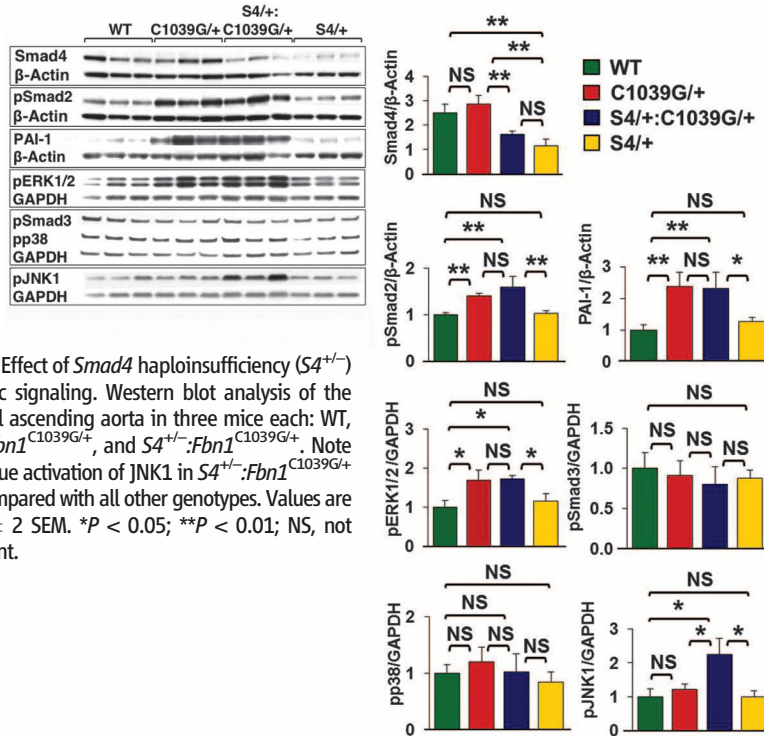 S4/+:
WT C1039G/+ C1039G/+ S4/+
Smad4
β-Actin
pSmad2
β-Actin
PAI-1
β-Actin
pERK1/2
GAPDH
pSmad3
pp38
GAPDH
pJNK1
GAPDH
Effect of Smad4 haploinsufficiency (S4+/−)
c signaling. Western blot analysis of the
l ascending aorta in three mice each: WT,
bn1C1039G/+, and S4+/−:Fbn1C1039G/+. Note
que activation of JNK1 in S4+/−:Fbn1C1039G/+
mpared with all other genotypes. Values are
± 2 SEM. *P < 0.05; **P < 0.01; NS, not
nt.
Smad4/β-Actin
4
3
2
1
0
**
**
NS
**
NS
WT
C1039G/+
S4/+:C1039G/+
S4/+
pSmad2/β-Actin
2
1
0
NS
**
**
NS
**
PAI-1/β-Actin
3
2
1
0
NS
**
**
NS
*
pERK1/2/GAPDH
3
2
1
0
NS
*
*
NS
*
pSmad3/GAPDH
1.5
1.0
0.5
0.0
NS
NS
NS
NS
pp38/GAPDH
2
1
0
NS
NS
NS
NS
NS
pJNK1/GAPDH
3
2
1
0
NS
*
NS
*
*